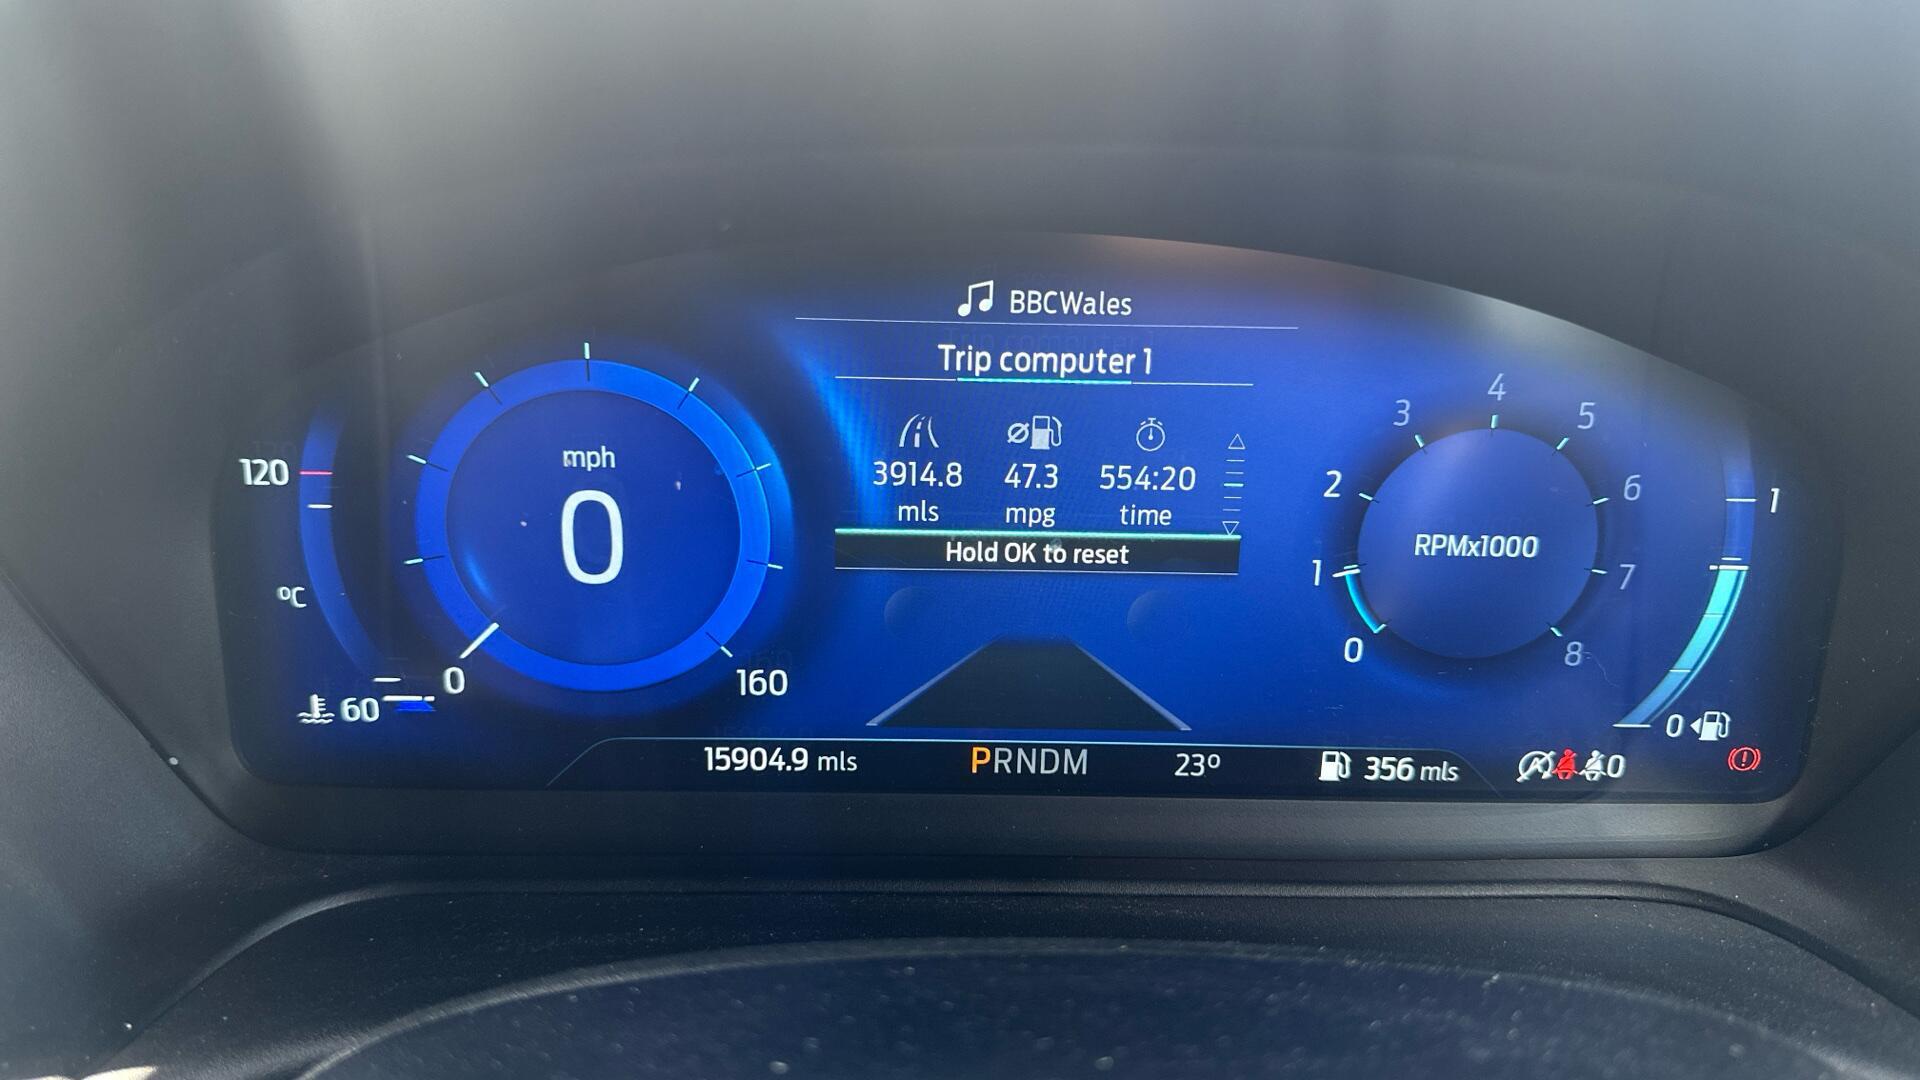 BBCWales
Trip computer 1
3914.8 47.3 554:20
mls mpg time
Hold OK to reset
120
ºC
60
mph
0
0
160
0
1
2
3
4
5
6
7
8
RPMx1000
1
0
15904.9 mls
PRNDM
23º
356 mls
0